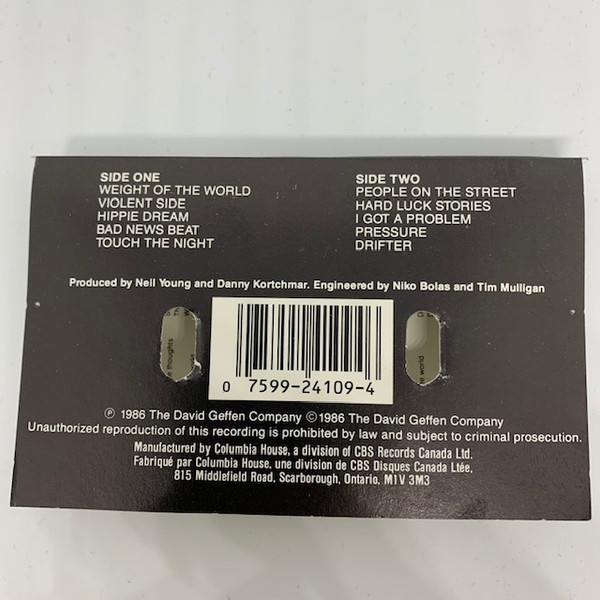 SIDE ONE
WEIGHT OF THE WORLD
VIOLENT SIDE
HIPPIE DREAM
BAD NEWS BEAT
TOUCH THE NIGHT
SIDE TWO
PEOPLE ON THE STREET
HARD LUCK STORIES
I GOT A PROBLEM
PRESSURE
DRIFTER
Produced by Neil Young and Danny Kortchmar. Engineered by Niko Bolas and Tim Mulligan
e thoughts
he world
0 7599-24109-4
℗ 1986 The David Geffen Company © 1986 The David Geffen Company
Unauthorized reproduction of this recording is prohibited by law and subject to criminal prosecution.
Manufactured by Columbia House, a division of CBS Records Canada Ltd.
Fabriqué par Columbia House, une division de CBS Disques Canada Ltée,
815 Middlefield Road, Scarborough, Ontario, M1V 3M3